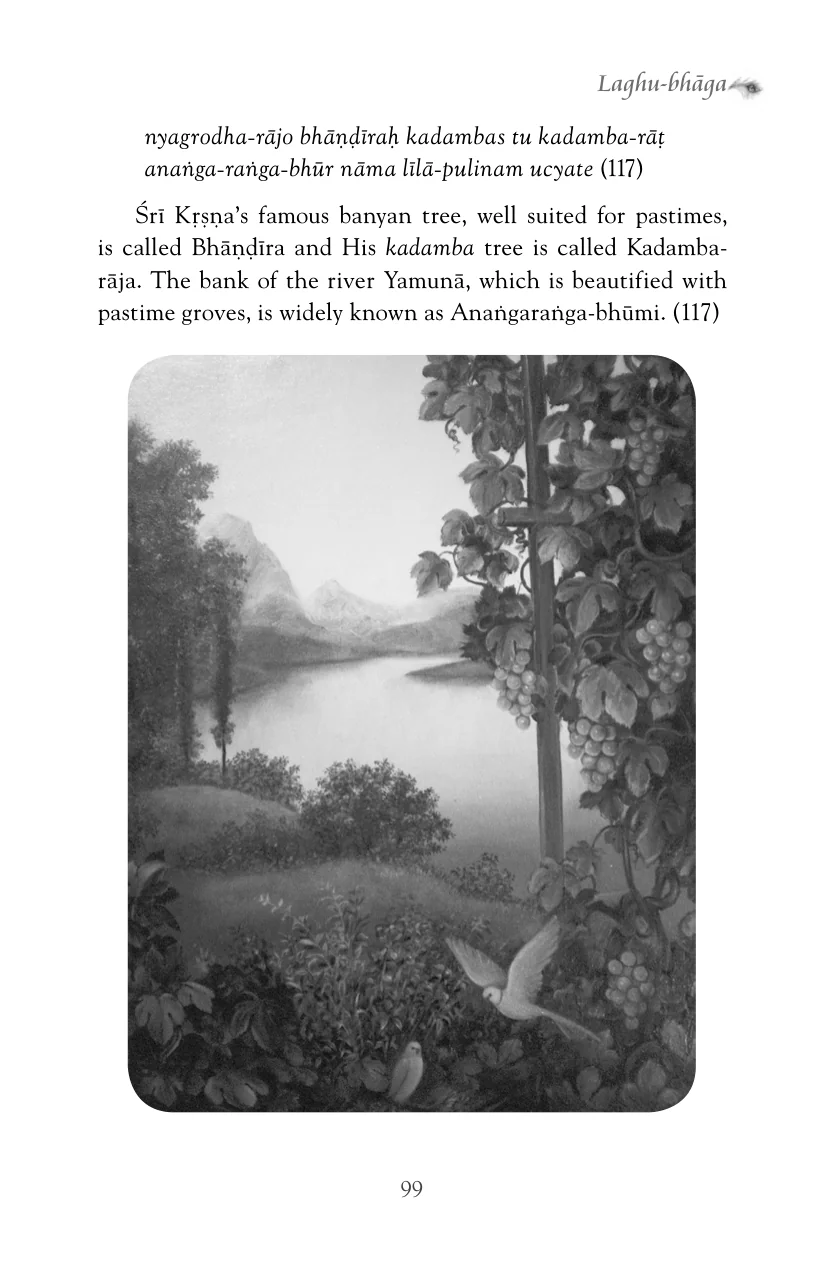 Laghu-bhāga
nyagrodha-rājo bhāṇḍīraḥ kadambas tu kadamba-rāṭ
anaṅga-raṅga-bhūr nāma līlā-pulinam ucyate (117)
Śrī Kṛṣṇa’s famous banyan tree, well suited for pastimes,
is called Bhāṇḍīra and His kadamba tree is called Kadamba-
rāja. The bank of the river Yamunā, which is beautified with
pastime groves, is widely known as Anaṅgaraṅga-bhūmi. (117)
99